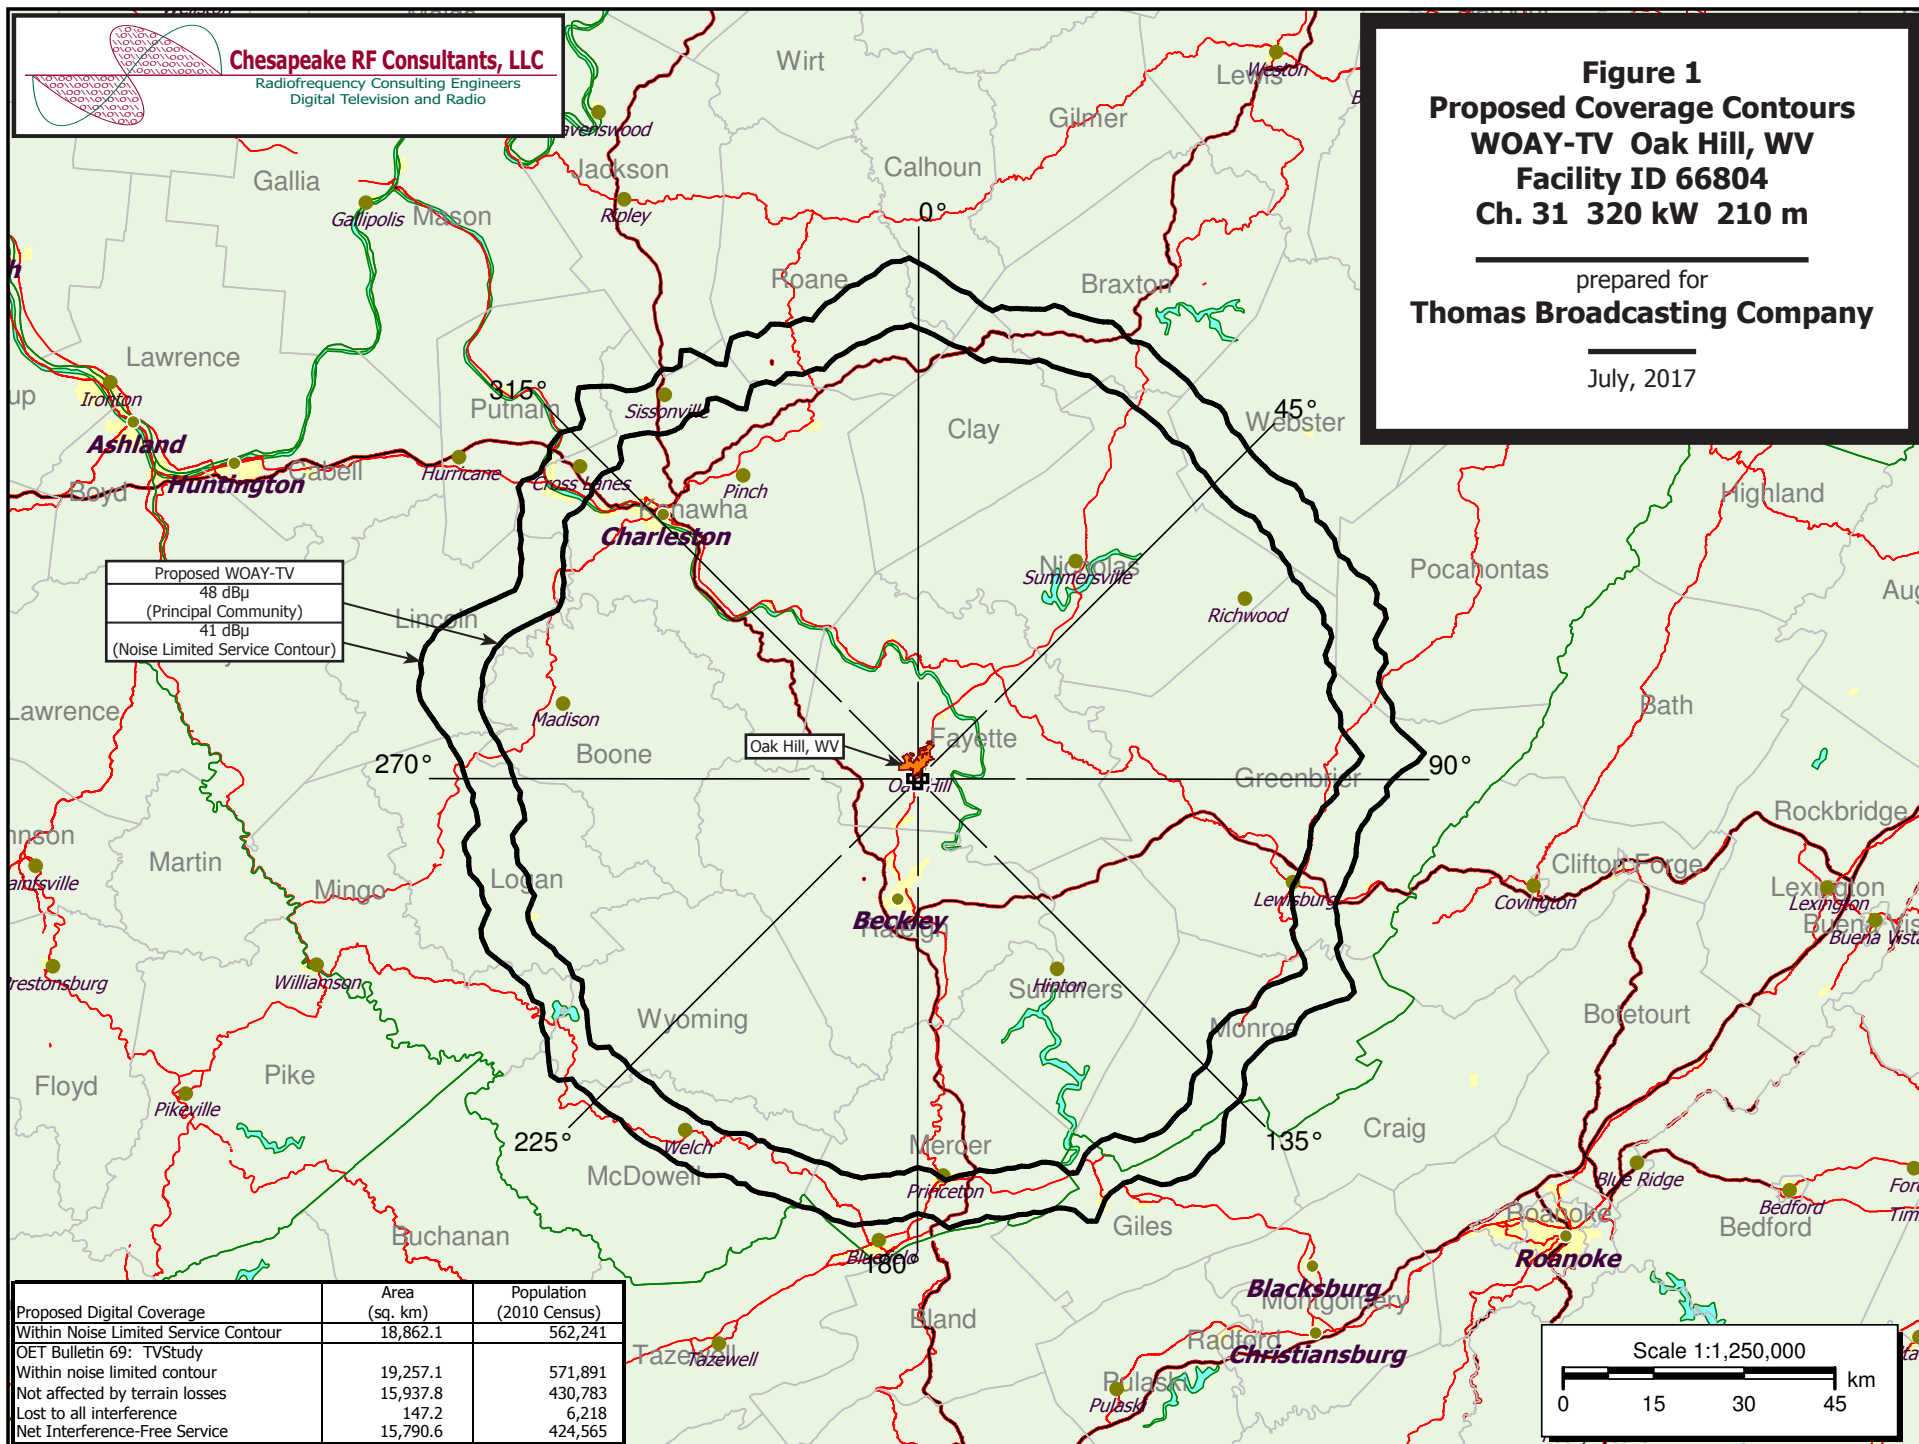 Chesapeake RF Consultants, LLC
Radiofrequency Consulting Engineers
Digital Television and Radio
Figure 1
Proposed Coverage Contours
WOAY-TV Oak Hill, WV
Facility ID 66804
Ch. 31 320 kW 210 m
prepared for
Thomas Broadcasting Company
July, 2017
Wirt
Lewis
Weston
Gilmer
Calhoun
Jackson
Ripley
Gallia
Gallipolis
Mason
0°
Roane
Braxton
Lawrence
Ironton
Ashland
Boyd
Huntington
Cabell
Hurricane
315°
Putnam
Sissonville
Cross Lanes
Pinch
Kanawha
Charleston
Clay
45°
Webster
Highland
Nicholas
Summersville
Richwood
Pocahontas
Proposed WOAY-TV
48 dBµ
(Principal Community)
41 dBµ
(Noise Limited Service Contour)
Lincoln
Lawrence
Madison
Boone
270°
Oak Hill, WV
Fayette
Oak Hill
Greenbrier
90°
Bath
Rockbridge
Martin
Mingo
Logan
Beckley
Raleigh
Lewisburg
Covington
Clifton Forge
Lexington
Lexington
Buena Vista
Williamson
Wyoming
Hinton
Summers
Monroe
Botetourt
Floyd
Pike
Pikeville
225°
Welch
McDowell
Mercer
Princeton
135°
Craig
Blue Ridge
Bedford
Bedford
Roanoke
Roanoke
Buchanan
Bluefield
180°
Giles
Bland
Tazewell
Tazewell
Blacksburg
Montgomery
Radford
Christiansburg
Pulaski
Pulaski
Proposed Digital Coverage Area (sq. km) Population (2010 Census)
Within Noise Limited Service Contour 18,862.1 562,241
OET Bulletin 69: TVStudy
Within noise limited contour 19,257.1 571,891
Not affected by terrain losses 15,937.8 430,783
Lost to all interference 147.2 6,218
Net Interference-Free Service 15,790.6 424,565
Scale 1:1,250,000
km
0 15 30 45